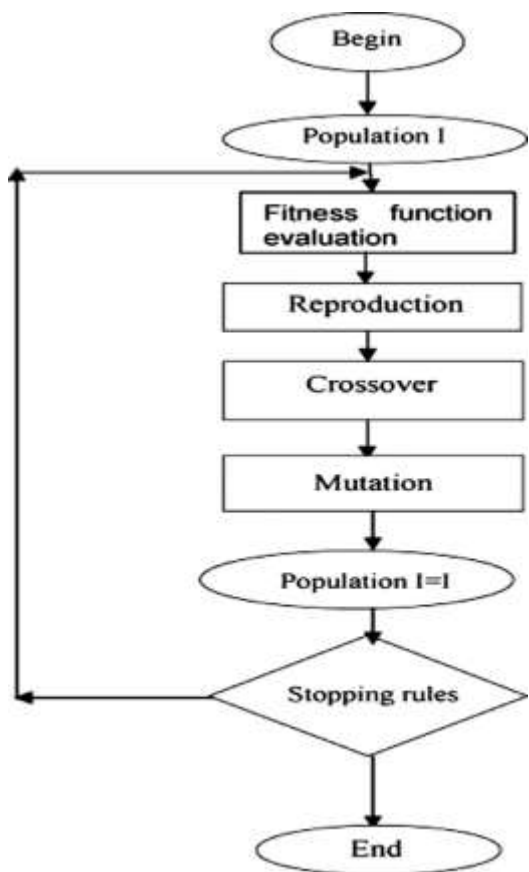 Begin
Population I
Fitness function
evaluation
Reproduction
Crossover
Mutation
Population I=I
Stopping rules
End